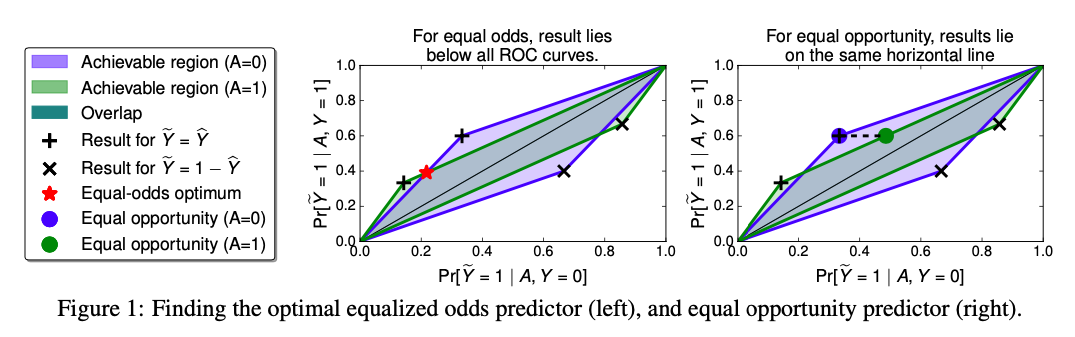 Achievable region (A=0)
Achievable region (A=1)
Overlap
Result for Ỹ = Ŷ
Result for Ỹ = 1 − Ŷ
Equal-odds optimum
Equal opportunity (A=0)
Equal opportunity (A=1)
For equal odds, result lies
below all ROC curves.
Pr[Ỹ = 1 | A, Y = 1]
1.0
0.8
0.6
0.4
0.2
0.0
0.0 0.2 0.4 0.6 0.8 1.0
Pr[Ỹ = 1 | A, Y = 0]
For equal opportunity, results lie
on the same horizontal line
Pr[Ỹ = 1 | A, Y = 1]
1.0
0.8
0.6
0.4
0.2
0.0
0.0 0.2 0.4 0.6 0.8 1.0
Pr[Ỹ = 1 | A, Y = 0]
Figure 1: Finding the optimal equalized odds predictor (left), and equal opportunity predictor (right).